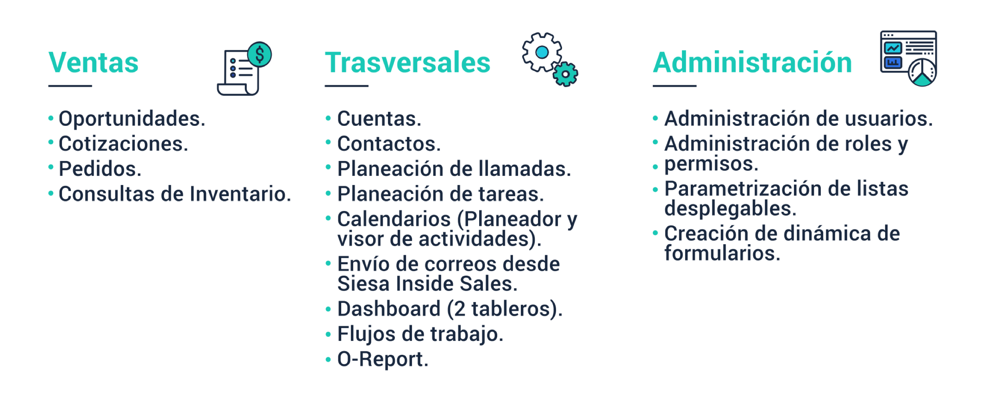 Ventas
• Oportunidades.
• Cotizaciones.
• Pedidos.
• Consultas de Inventario.
Trasversales
• Cuentas.
• Contactos.
• Planeación de llamadas.
• Planeación de tareas.
• Calendarios (Planeador y
visor de actividades).
• Envío de correos desde
Siesa Inside Sales.
• Dashboard (2 tableros).
• Flujos de trabajo.
• O-Report.
Administración
• Administración de usuarios.
• Administración de roles y
• permisos.
• Parametrización de listas
desplegables.
• Creación de dinámica de
formularios.